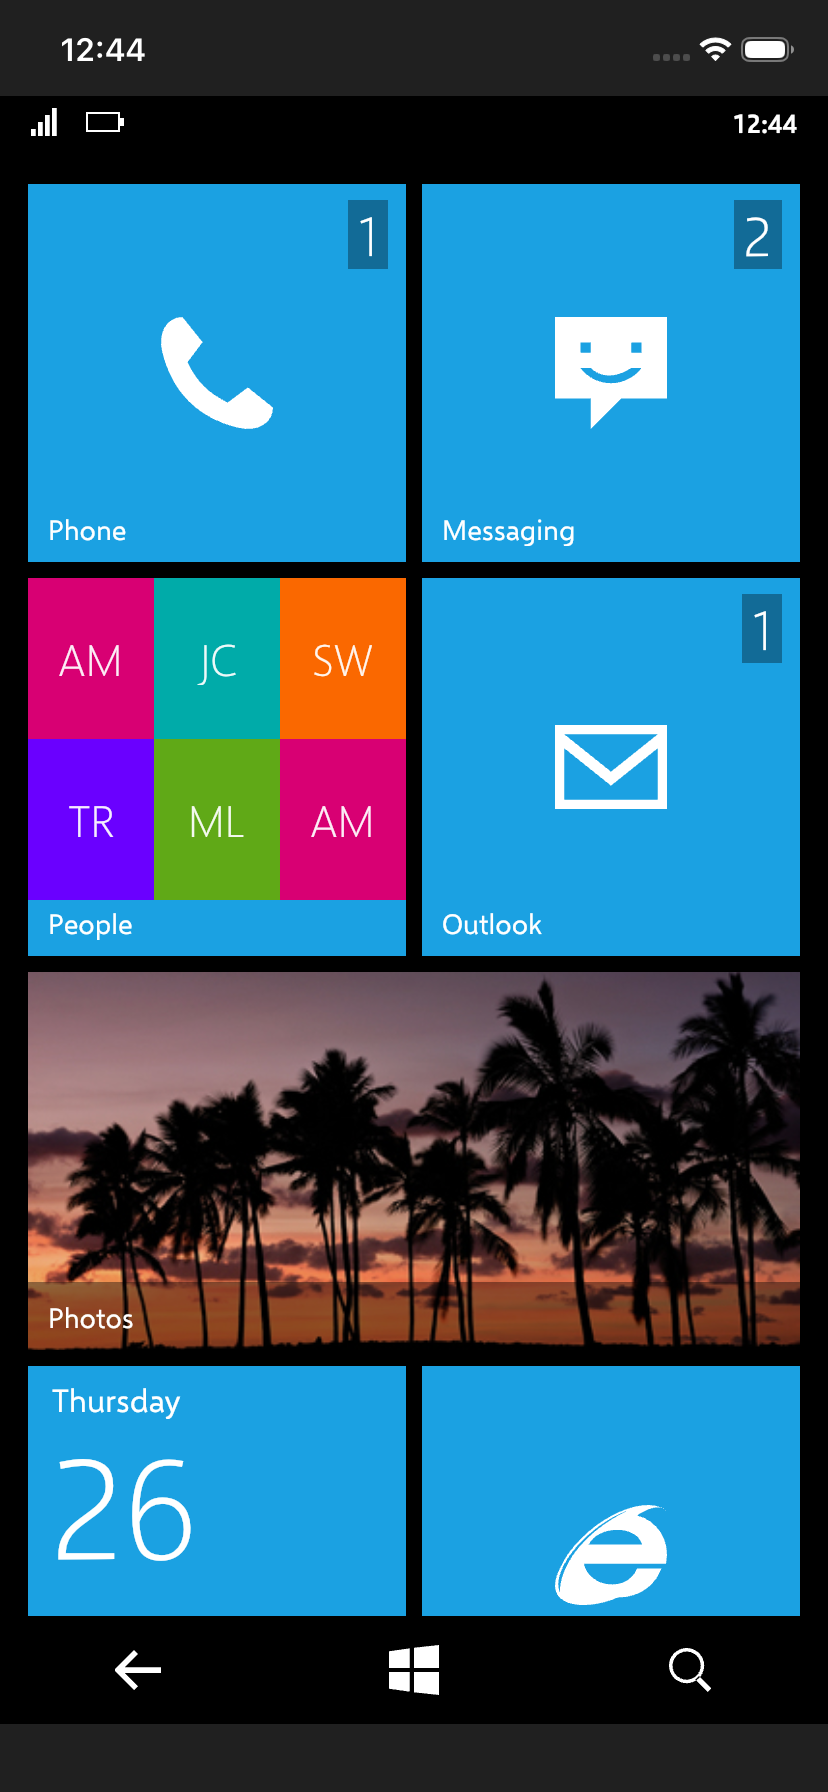 12:44
12:44
1
2
Phone
Messaging
AM JC SW
1
TR ML AM
People
Outlook
Photos
Thursday
26